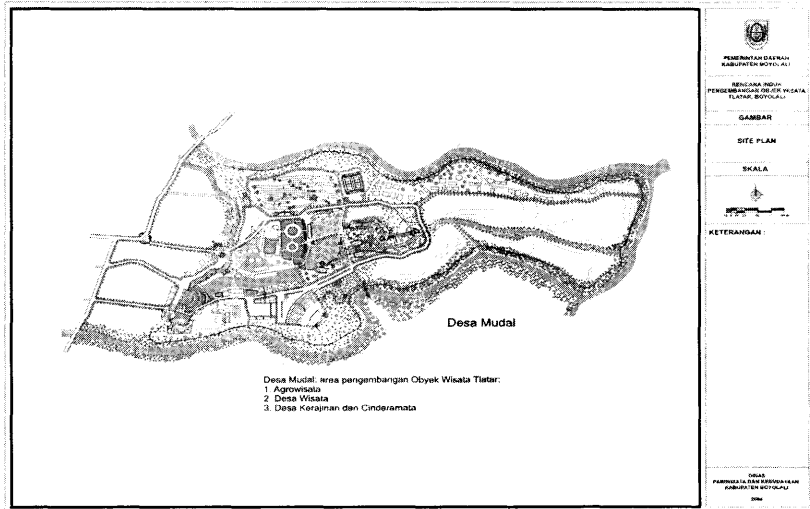 PEMERINTAH DAERAH
KABUPATEN BOYOLALI
RENCANA INDUK
PENGEMBANGAN OBJEK WISATA
TLATAR, BOYOLALI
GAMBAR
SITE PLAN
SKALA
KETERANGAN :
Desa Mudal
Desa Mudal: area pengembangan Obyek Wisata Tlatar:
1. Agrowisata
2. Desa Wisata
3. Desa Kerajinan dan Cinderamata
DINAS
PARIWISATA DAN KEBUDAYAAN
KABUPATEN BOYOLALI